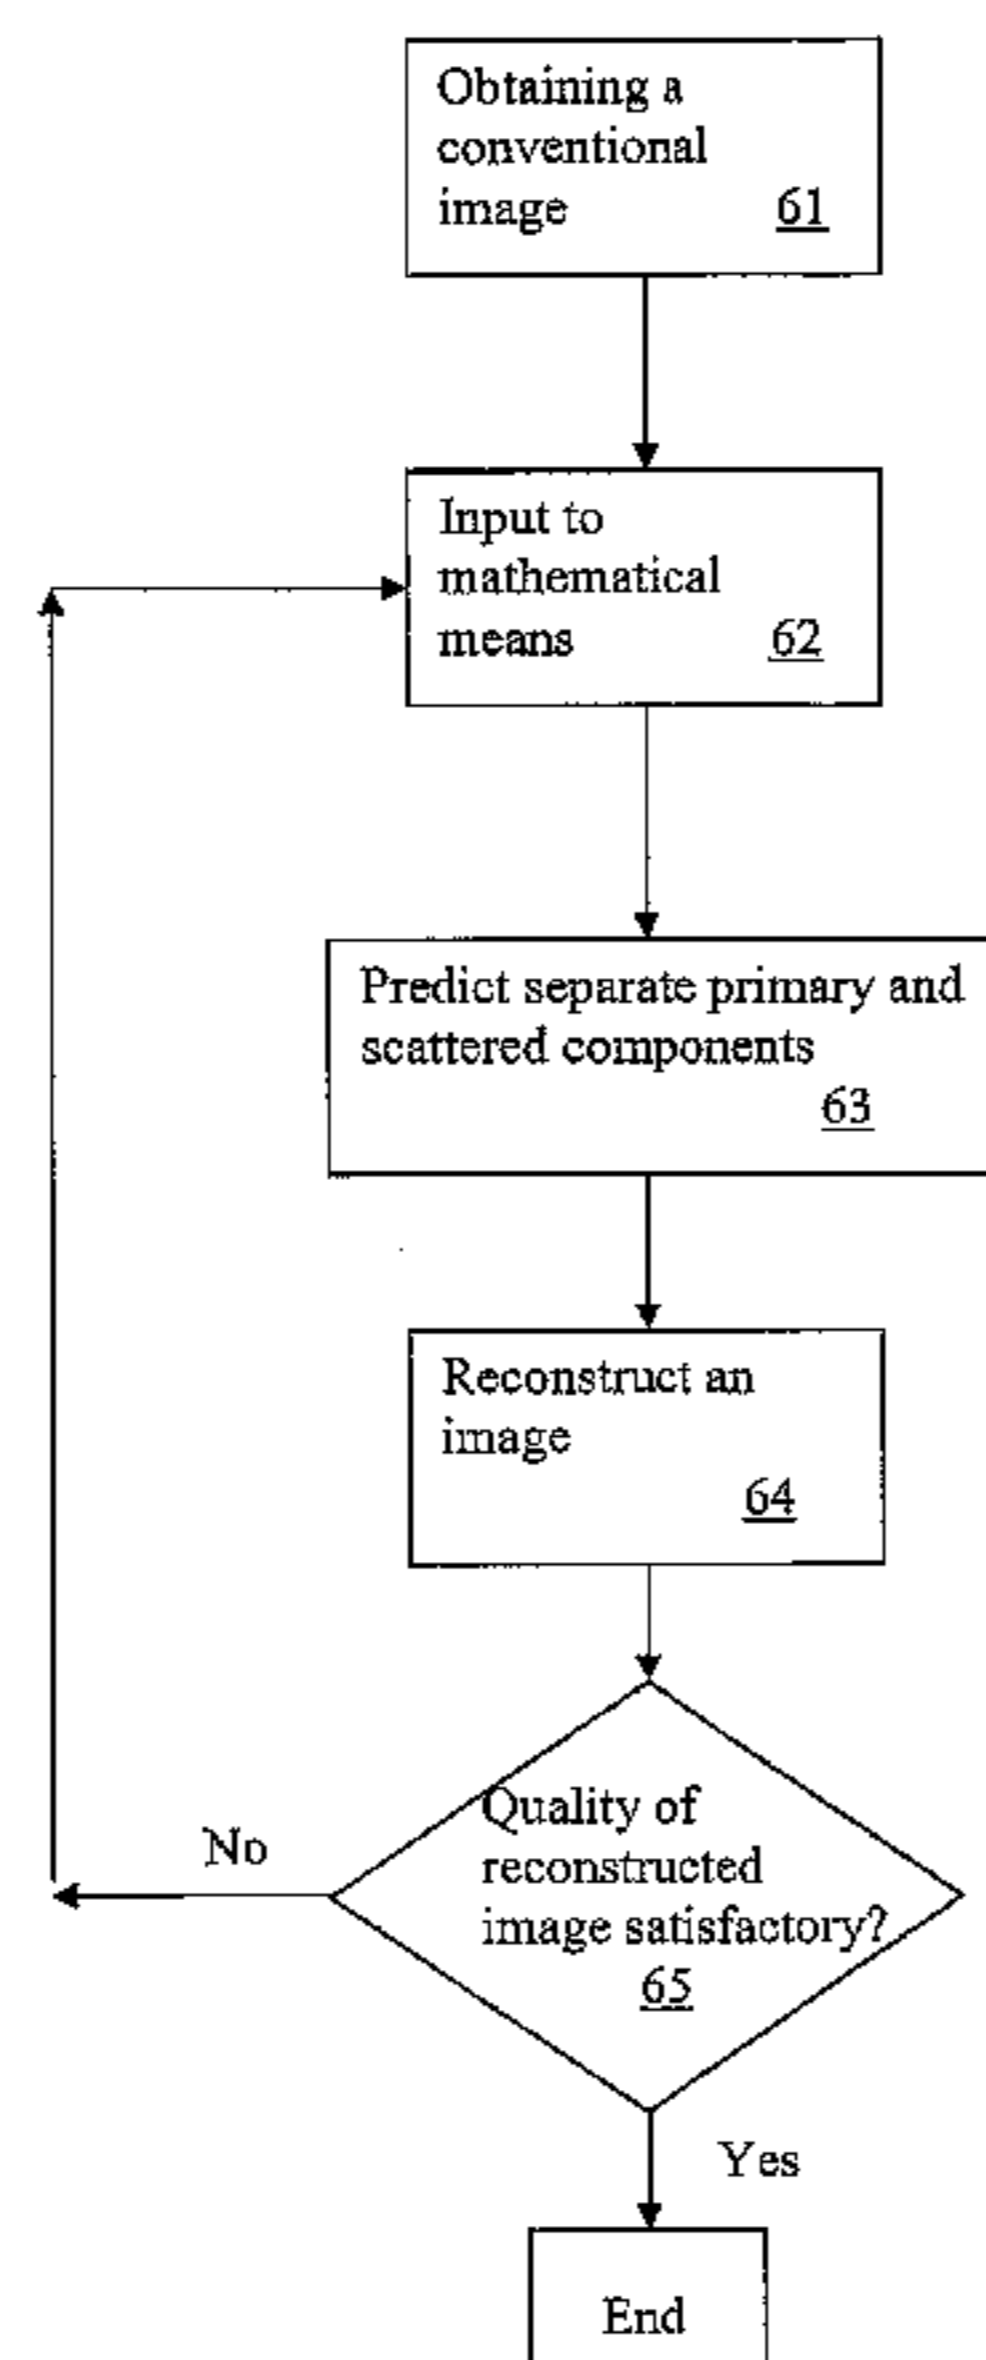 Obtaining a
conventional
image 61
Input to
mathematical
means 62
Predict separate primary and
scattered components
63
Reconstruct an
image
64
Quality of
reconstructed
image satisfactory?
65
No
Yes
End